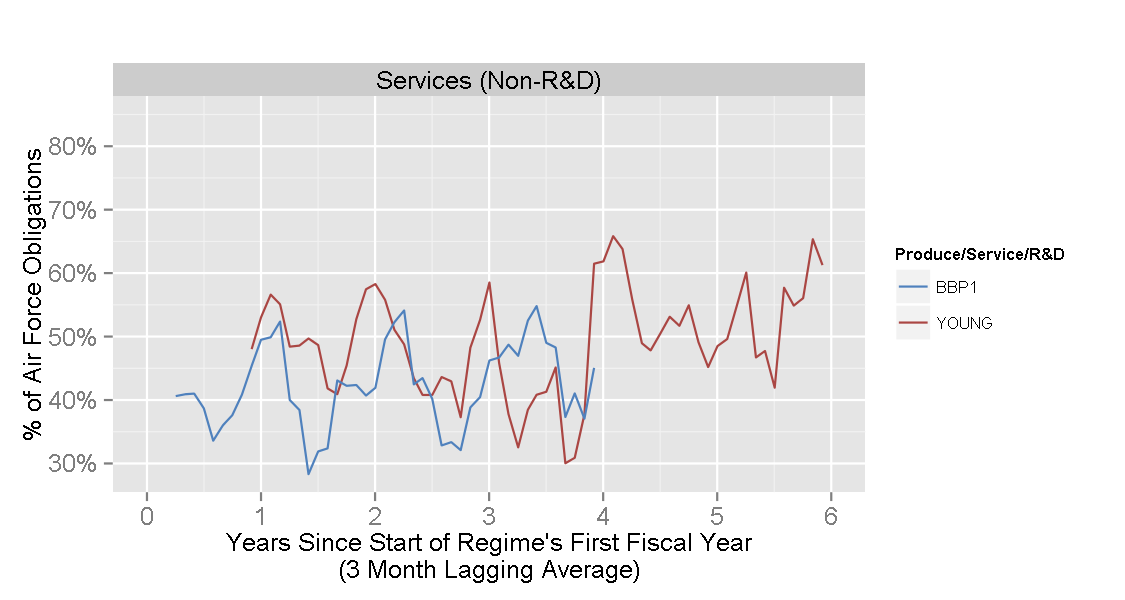 Services (Non-R&D)
% of Air Force Obligations
80%
70%
60%
50%
40%
30%
0 1 2 3 4 5 6
Years Since Start of Regime's First Fiscal Year
(3 Month Lagging Average)
Produce/Service/R&D
BBP1
YOUNG